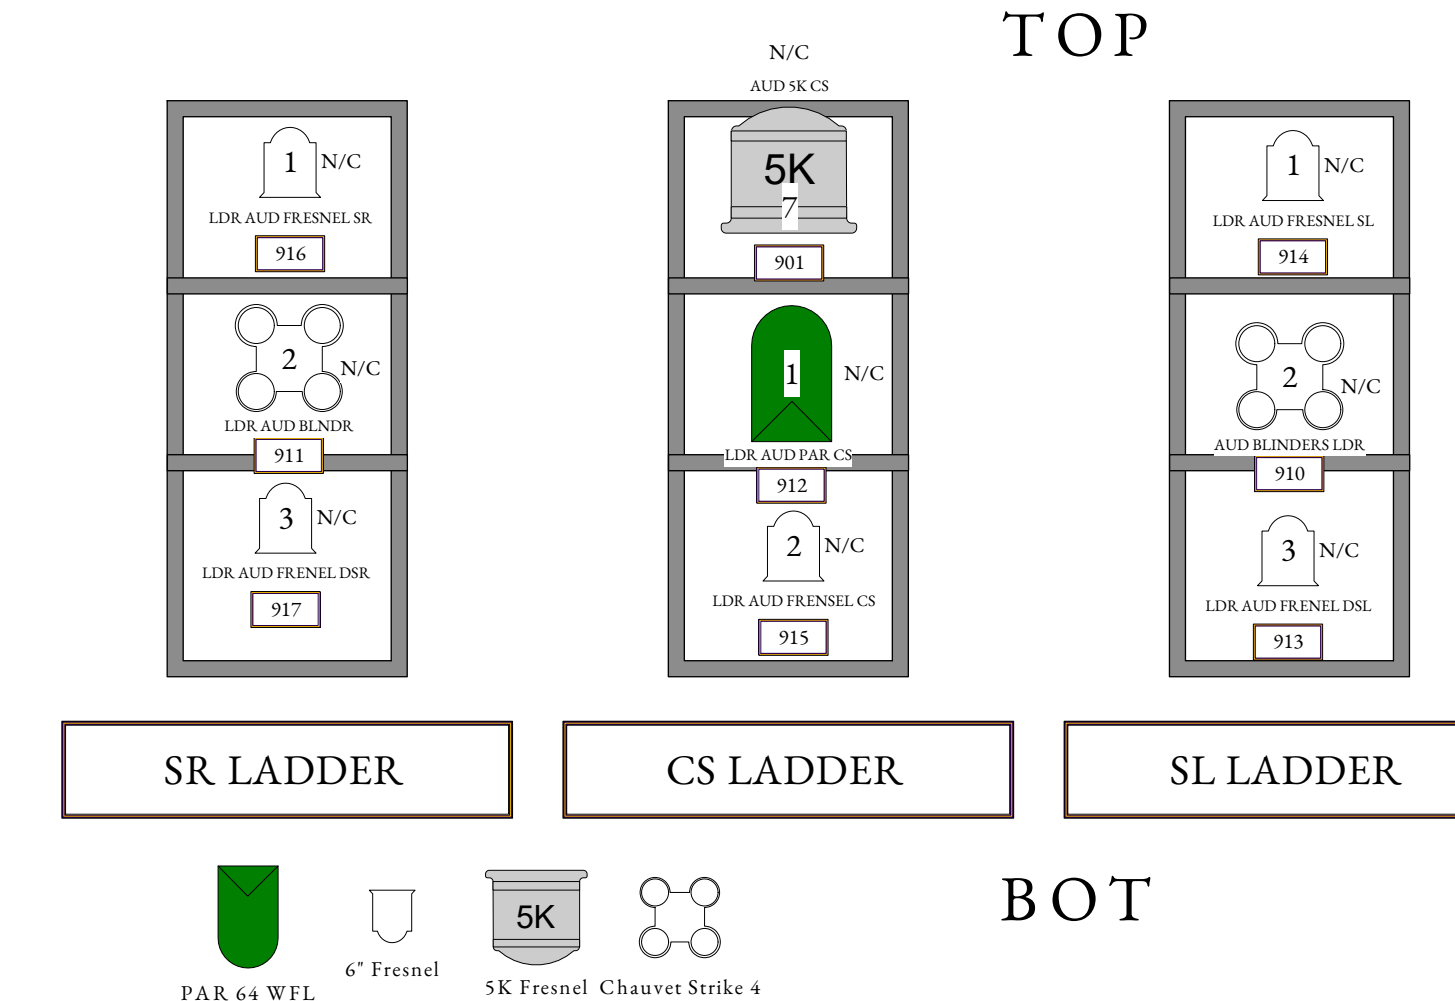 TOP
N/C
AUD 5K CS
1 N/C
LDR AUD FRESNEL SR
916
2 N/C
LDR AUD BLNDR
911
3 N/C
LDR AUD FRENEL DSR
917
5K
7
901
1 N/C
LDR AUD PAR CS
912
2 N/C
LDR AUD FRENSEL CS
915
1 N/C
LDR AUD FRESNEL SL
914
2 N/C
AUD BLINDERS LDR
910
3 N/C
LDR AUD FRENEL DSL
913
SR LADDER
CS LADDER
SL LADDER
BOT
PAR 64 WFL
6" Fresnel
5K
5K Fresnel
Chauvet Strike 4